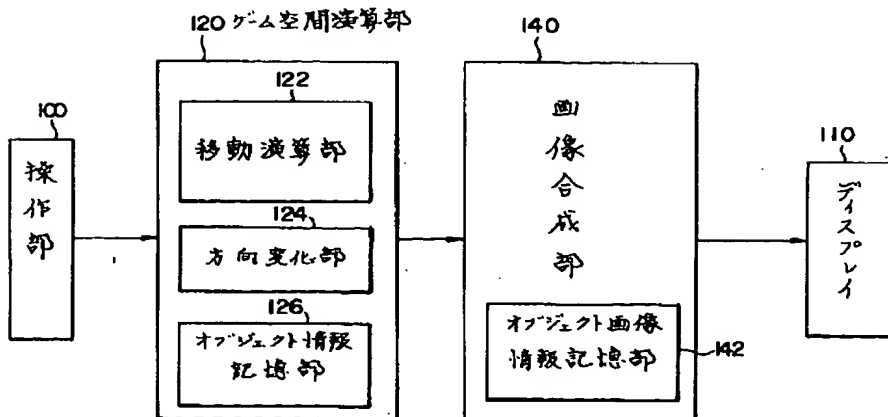 120 ゲーム空間演算部
140
100
操作部
122
移動演算部
124
方向変化部
126
オブジェクト情報
記憶部
画像合成部
オブジェクト画像
情報記憶部
142
110
ディスプレイ